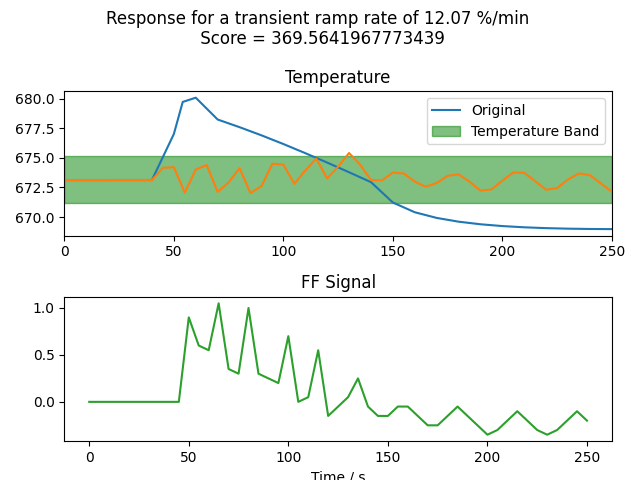 Response for a transient ramp rate of 12.07 %/min
Score = 369.5641967773439
Temperature
680.0
677.5
675.0
672.5
670.0
Original
Temperature Band
0 50 100 150 200 250
FF Signal
1.0
0.5
0.0
0 50 100 150 200 250
Time / s